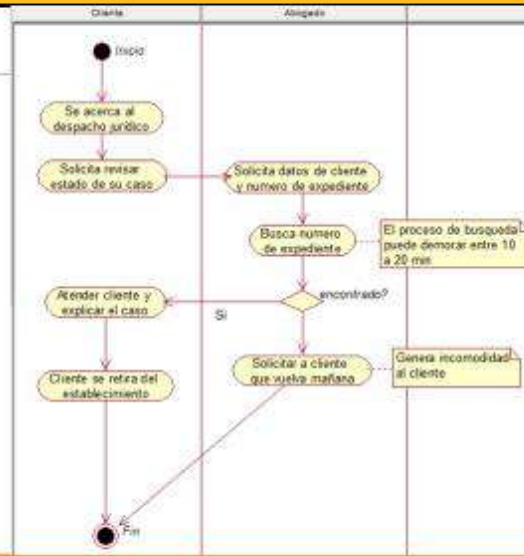 Cliente
Abogado
Inicio
Se acerca al
despacho jurídico
Solicita revisar
estado de su caso
Solicita datos de cliente
y numero de expediente
Busca numero
de expediente
El proceso de busqueda
puede demorar entre 10
a 20 min
encontrado?
Si
Atender cliente y
explicar el caso
Solicitar a cliente
que vuelva mañana
Genera incomodidad
al cliente
Cliente se retira del
establecimiento
Fin